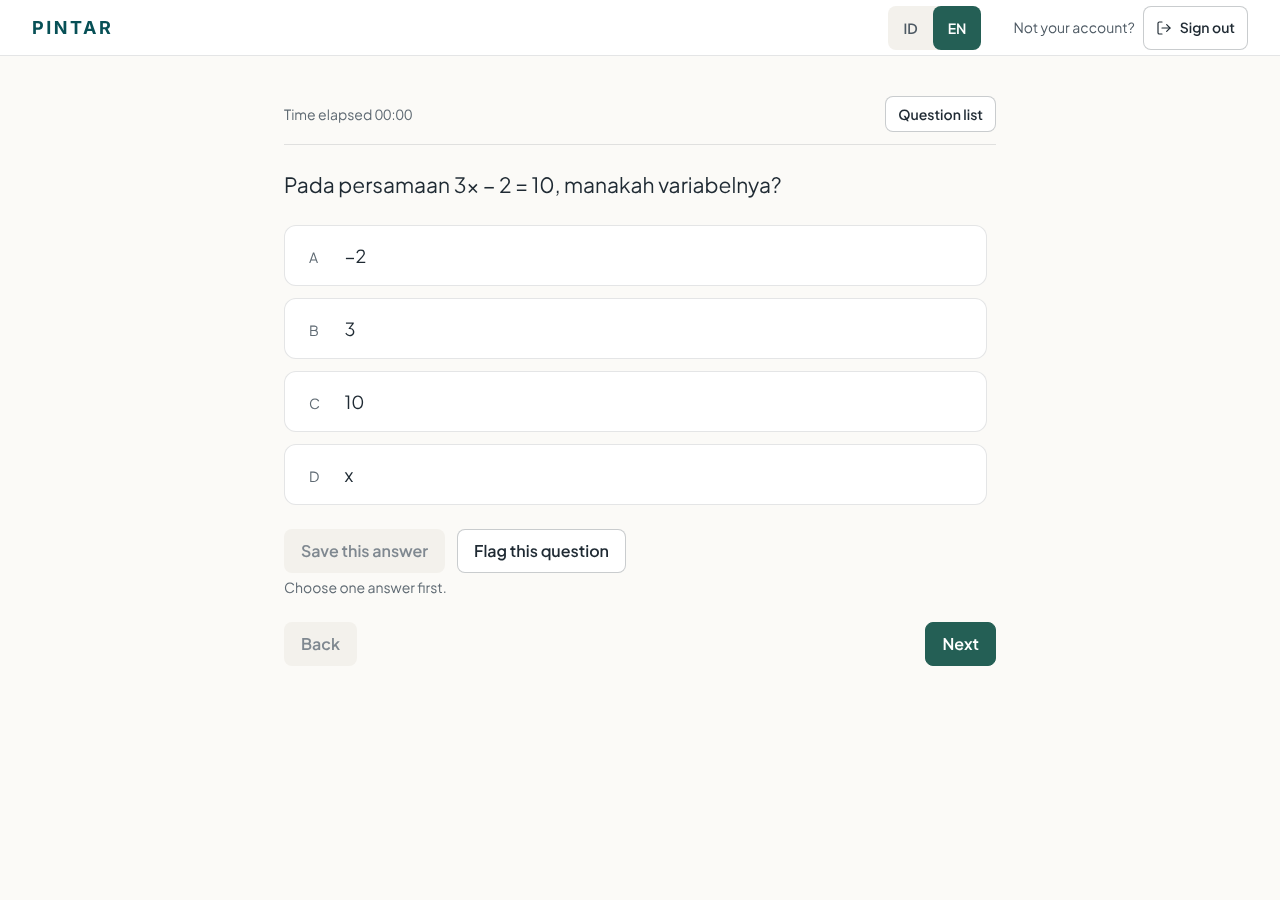 PINTAR
ID
EN
Not your account?
Sign out
Time elapsed 00:00
Question list
Pada persamaan 3x − 2 = 10, manakah variabelnya?
A −2
B 3
C 10
D x
Save this answer
Flag this question
Choose one answer first.
Back
Next